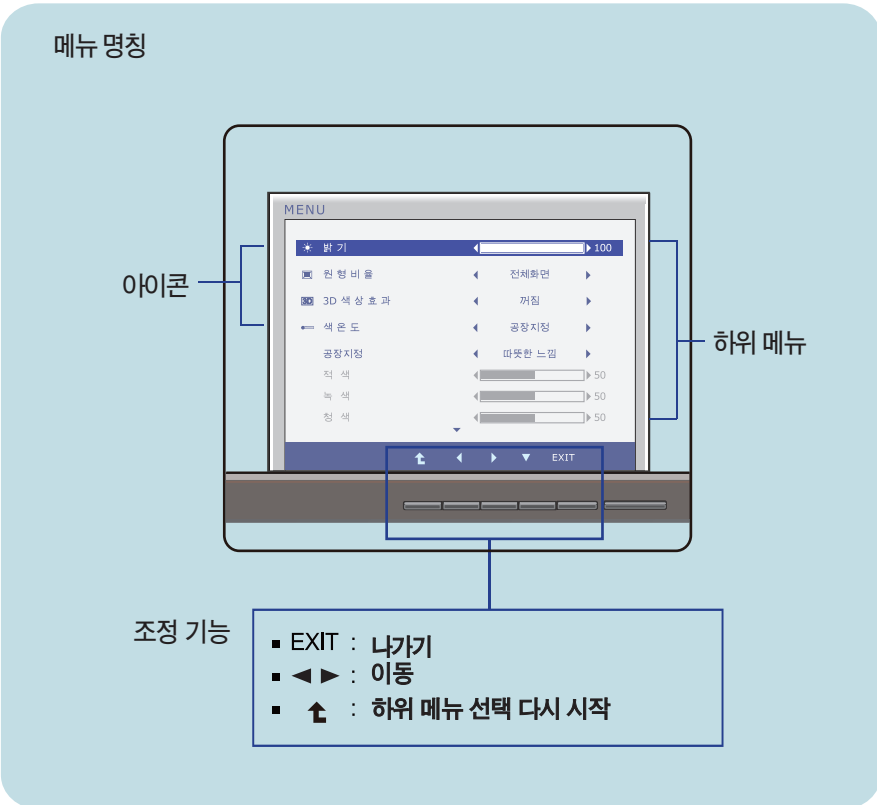 메뉴 명칭
MENU
밝 기 100
원 형 비 율 전체화면
3D 3D 색 상 효 과 꺼짐
색 온 도 공장지정
공장지정 따뜻한 느낌
적 색 50
녹 색 50
청 색 50
EXIT
아이콘
하위 메뉴
조정 기능
EXIT : 나가기
◀ ▶ : 이동
: 하위 메뉴 선택 다시 시작